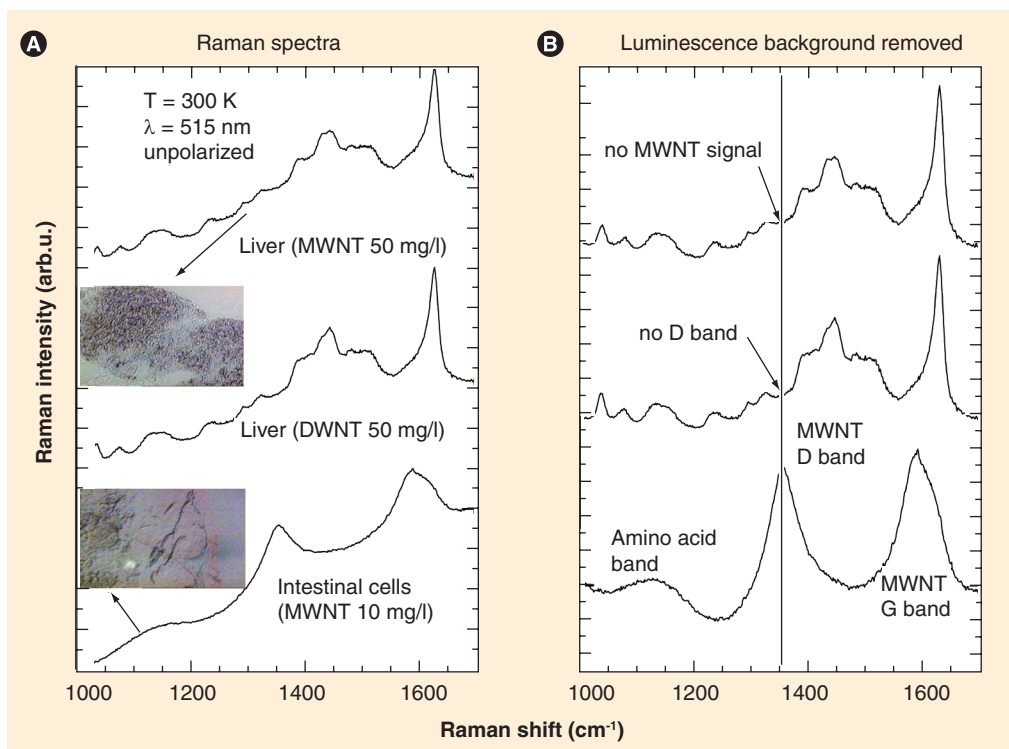 A
Raman spectra
T = 300 K
λ = 515 nm
unpolarized
Liver (MWNT 50 mg/l)
Liver (DWNT 50 mg/l)
Intestinal cells
(MWNT 10 mg/l)
1000 1200 1400 1600
Raman intensity (arb.u.)
B
Luminescence background removed
no MWNT signal
no D band
MWNT
D band
Amino acid
band
MWNT
G band
1000 1200 1400 1600
Raman shift (cm⁻¹)